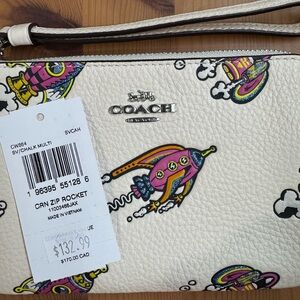 COACH
CW864
SV/CHALK MULTI
SVCAH
1 96395 55128 6
CRN ZIP ROCKET
MADE IN VIETNAM
$132.99
$170.00 CAD